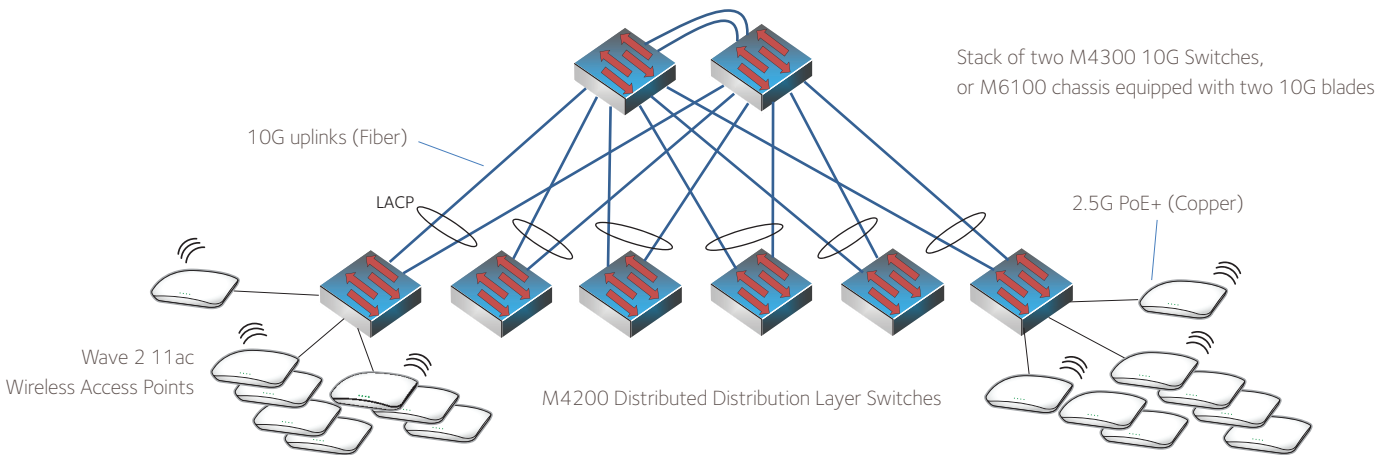 Stack of two M4300 10G Switches,
or M6100 chassis equipped with two 10G blades
10G uplinks (Fiber)
LACP
2.5G PoE+ (Copper)
Wave 2 11ac
Wireless Access Points
M4200 Distributed Distribution Layer Switches